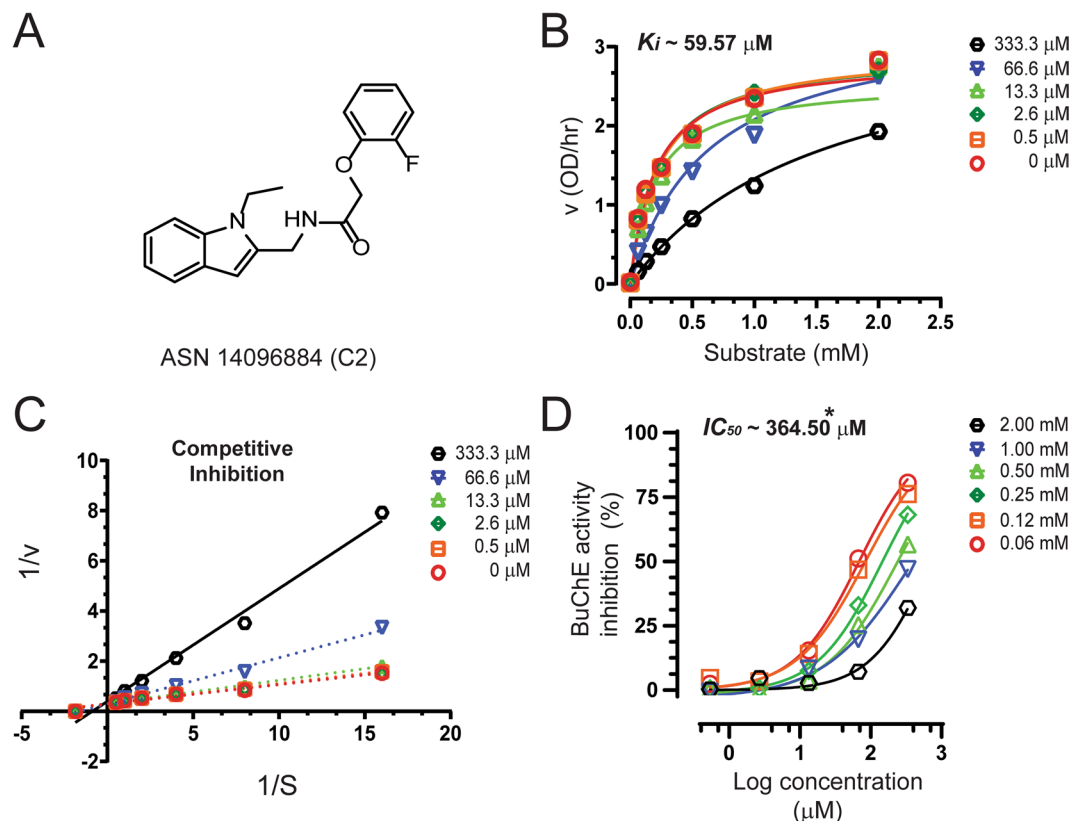 A
O
F
N
HN
O
ASN 14096884 (C2)
B
Ki ~ 59.57 μM
v (OD/hr)
3
2
1
0
0.0 0.5 1.0 1.5 2.0 2.5
Substrate (mM)
333.3 μM
66.6 μM
13.3 μM
2.6 μM
0.5 μM
0 μM
C
Competitive
Inhibition
1/v
10
8
6
4
2
-2
-5 5 10 15 20
1/S
333.3 μM
66.6 μM
13.3 μM
2.6 μM
0.5 μM
0 μM
D
IC50 ~ 364.50* μM
BuChE activity
inhibition (%)
100
75
50
25
0
0 1 2 3
Log concentration
(μM)
2.00 mM
1.00 mM
0.50 mM
0.25 mM
0.12 mM
0.06 mM